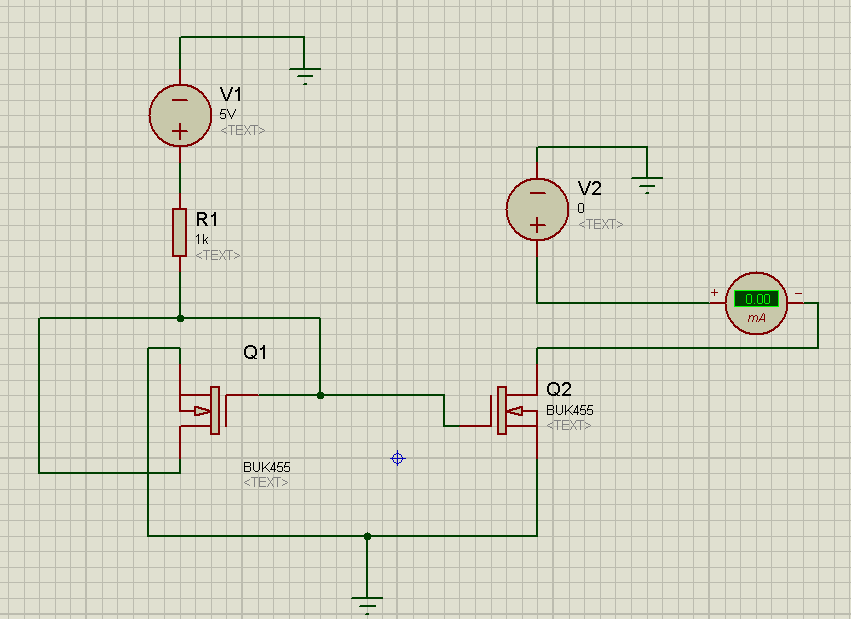 V1
5V
<TEXT>
R1
1k
<TEXT>
V2
0
<TEXT>
+
−
0.00
mA
Q1
BUK455
<TEXT>
Q2
BUK455
<TEXT>